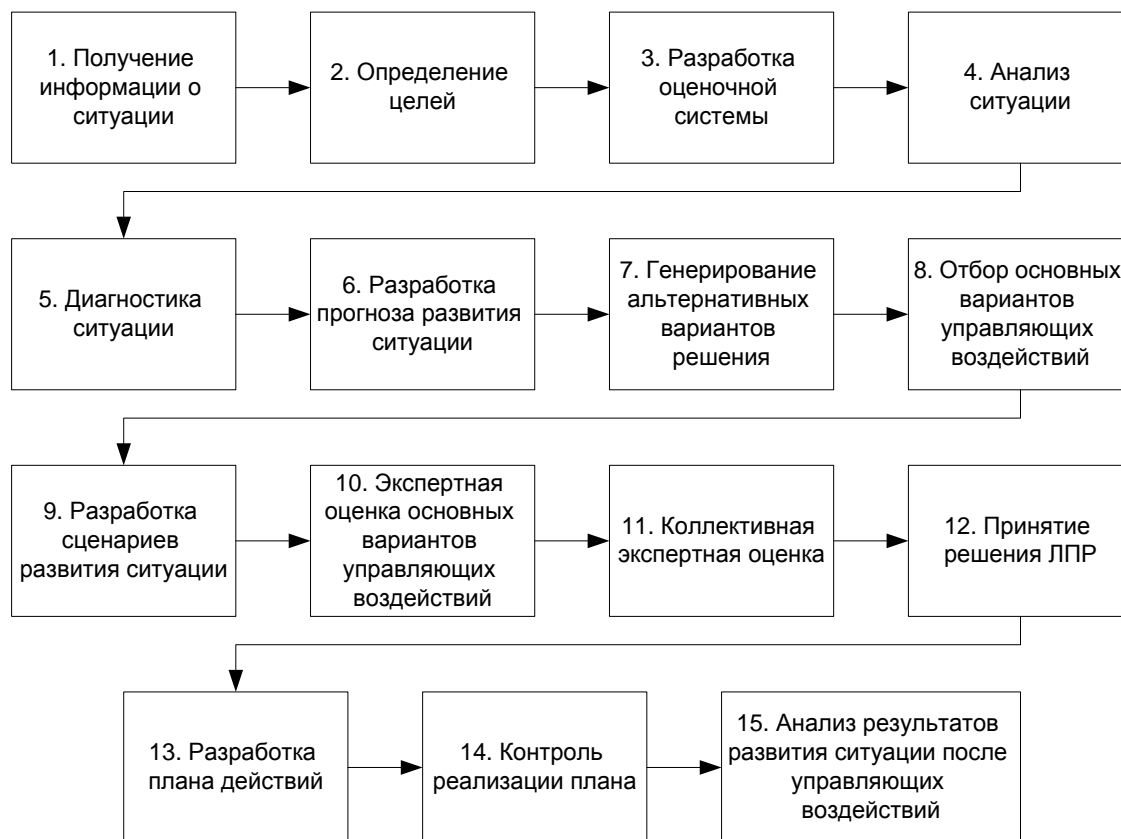 1. Получение
информации о
ситуации
2. Определение
целей
3. Разработка
оценочной
системы
4. Анализ
ситуации
5. Диагностика
ситуации
6. Разработка
прогноза развития
ситуации
7. Генерирование
альтернативных
вариантов
решения
8. Отбор основных
вариантов
управляющих
воздействий
9. Разработка
сценариев
развития ситуации
10. Экспертная
оценка основных
вариантов
управляющих
воздействий
11. Коллективная
экспертная оценка
12. Принятие
решения ЛПР
13. Разработка
плана действий
14. Контроль
реализации плана
15. Анализ результатов
развития ситуации после
управляющих
воздействий